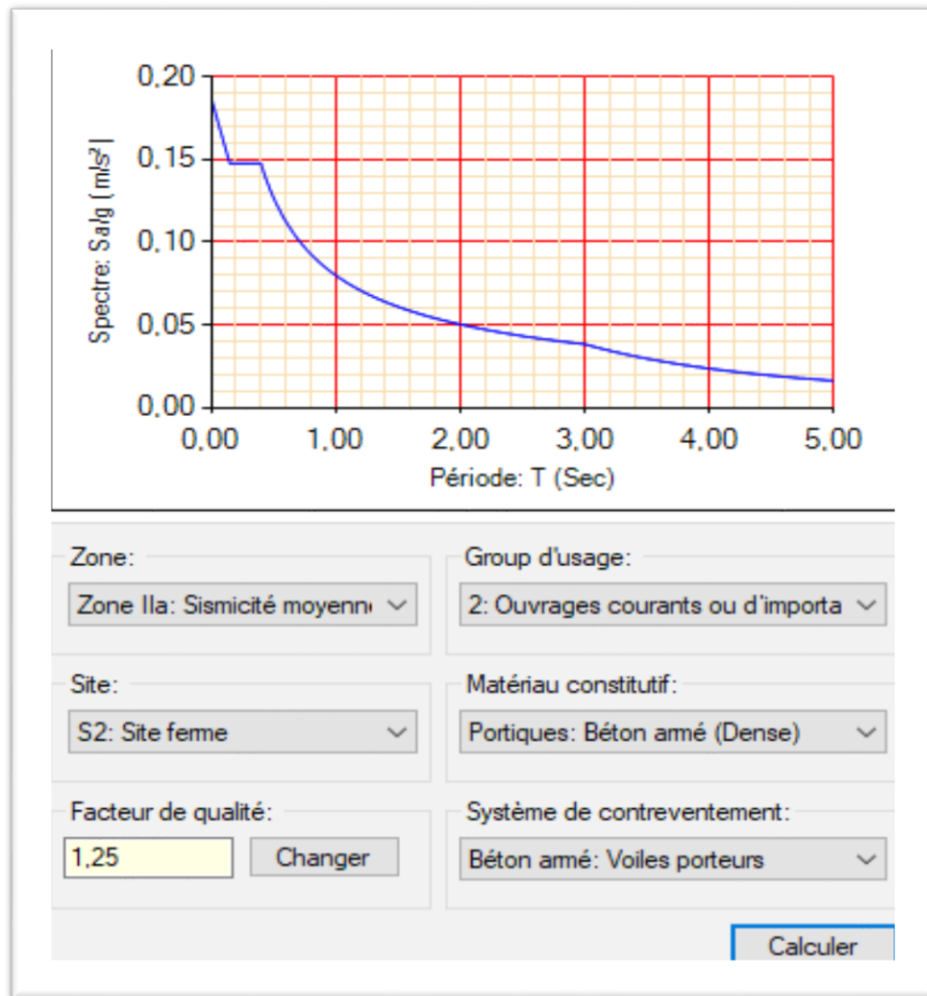 0,20
0,15
0,10
0,05
0,00
Spectre: Sa/g ( m/s²|
0,00 1,00 2,00 3,00 4,00 5,00
Période: T (Sec)
Zone: Group d'usage:
Zone IIa: Sismicité moyenn 2: Ouvrages courants ou d'importa
Site: Matériau constitutif:
S2: Site ferme Portiques: Béton armé (Dense)
Facteur de qualité: Système de contreventement:
1,25 Changer Béton armé: Voiles porteurs
Calculer